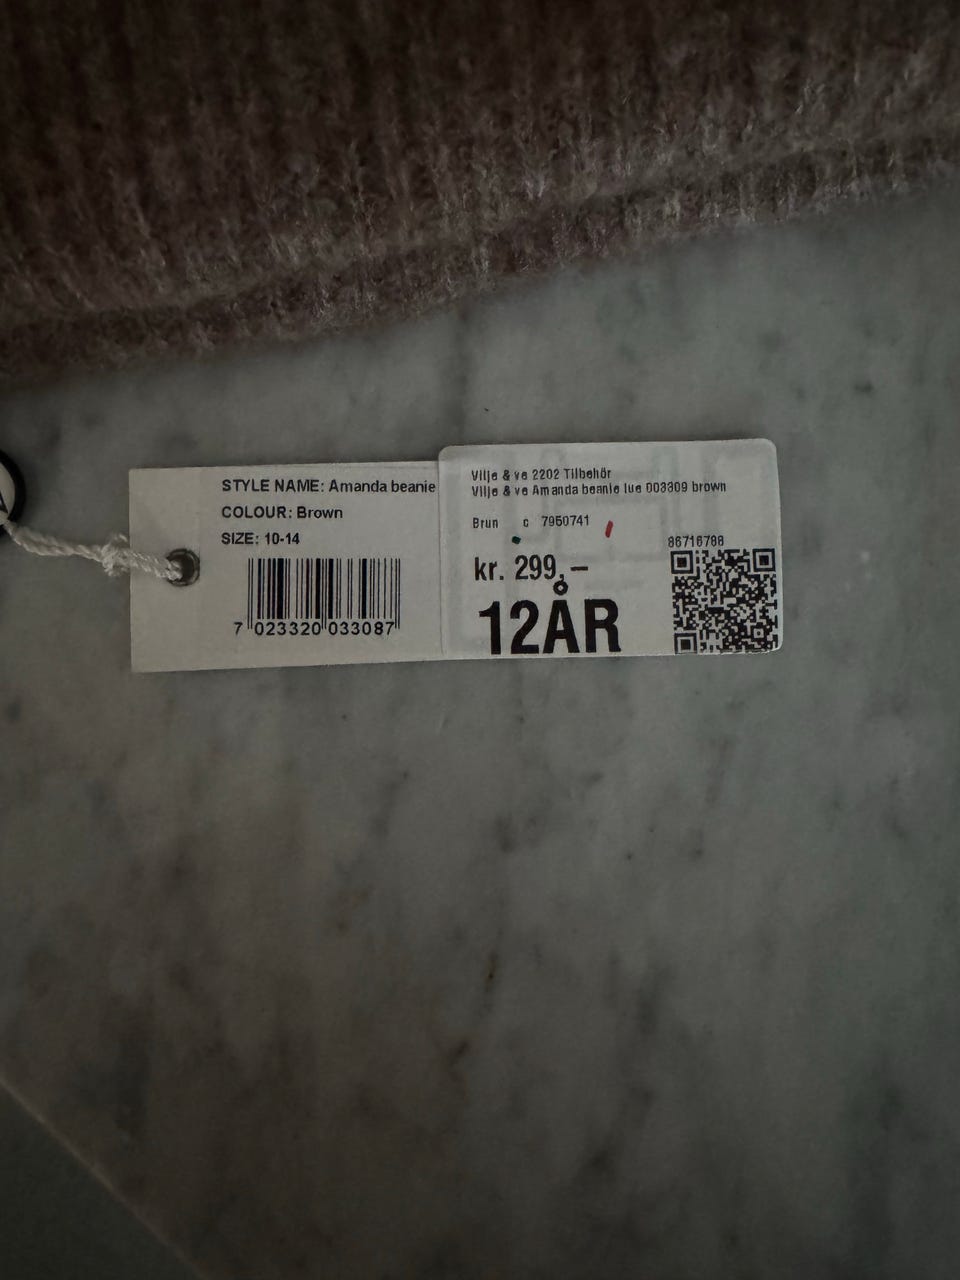 STYLE NAME: Amanda beanie
COLOUR: Brown
SIZE: 10-14
7 023320 033087
Vilje & ve 2202 Tilbehör
Vilje & ve Amanda beanie lue 003309 brown
Brun c 7950741
86716788
kr. 299,–
12ÅR